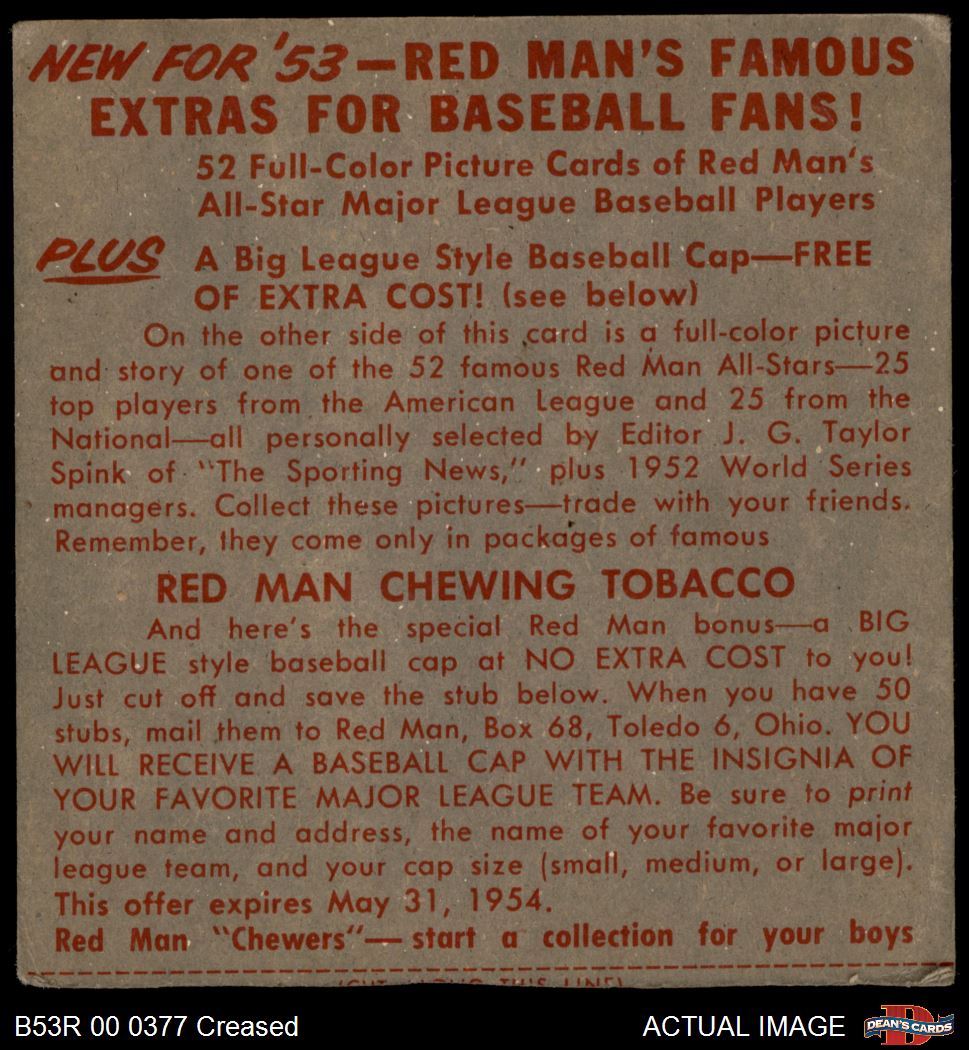 NEW FOR '53—RED MAN'S FAMOUS
EXTRAS FOR BASEBALL FANS!
52 Full-Color Picture Cards of Red Man's
All-Star Major League Baseball Players
PLUS A Big League Style Baseball Cap—FREE
OF EXTRA COST! (see below)
On the other side of this card is a full-color picture
and story of one of the 52 famous Red Man All-Stars—25
top players from the American League and 25 from the
National—all personally selected by Editor J. G. Taylor
Spink of "The Sporting News," plus 1952 World Series
managers. Collect these pictures—trade with your friends.
Remember, they come only in packages of famous
RED MAN CHEWING TOBACCO
And here's the special Red Man bonus—a BIG
LEAGUE style baseball cap at NO EXTRA COST to you!
Just cut off and save the stub below. When you have 50
stubs, mail them to Red Man, Box 68, Toledo 6, Ohio. YOU
WILL RECEIVE A BASEBALL CAP WITH THE INSIGNIA OF
YOUR FAVORITE MAJOR LEAGUE TEAM. Be sure to print
your name and address, the name of your favorite major
league team, and your cap size (small, medium, or large).
This offer expires May 31, 1954.
Red Man "Chewers"—start a collection for your boys
(CUT ALONG THIS LINE)
B53R 00 0377 Creased ACTUAL IMAGE DEAN'S CARDS